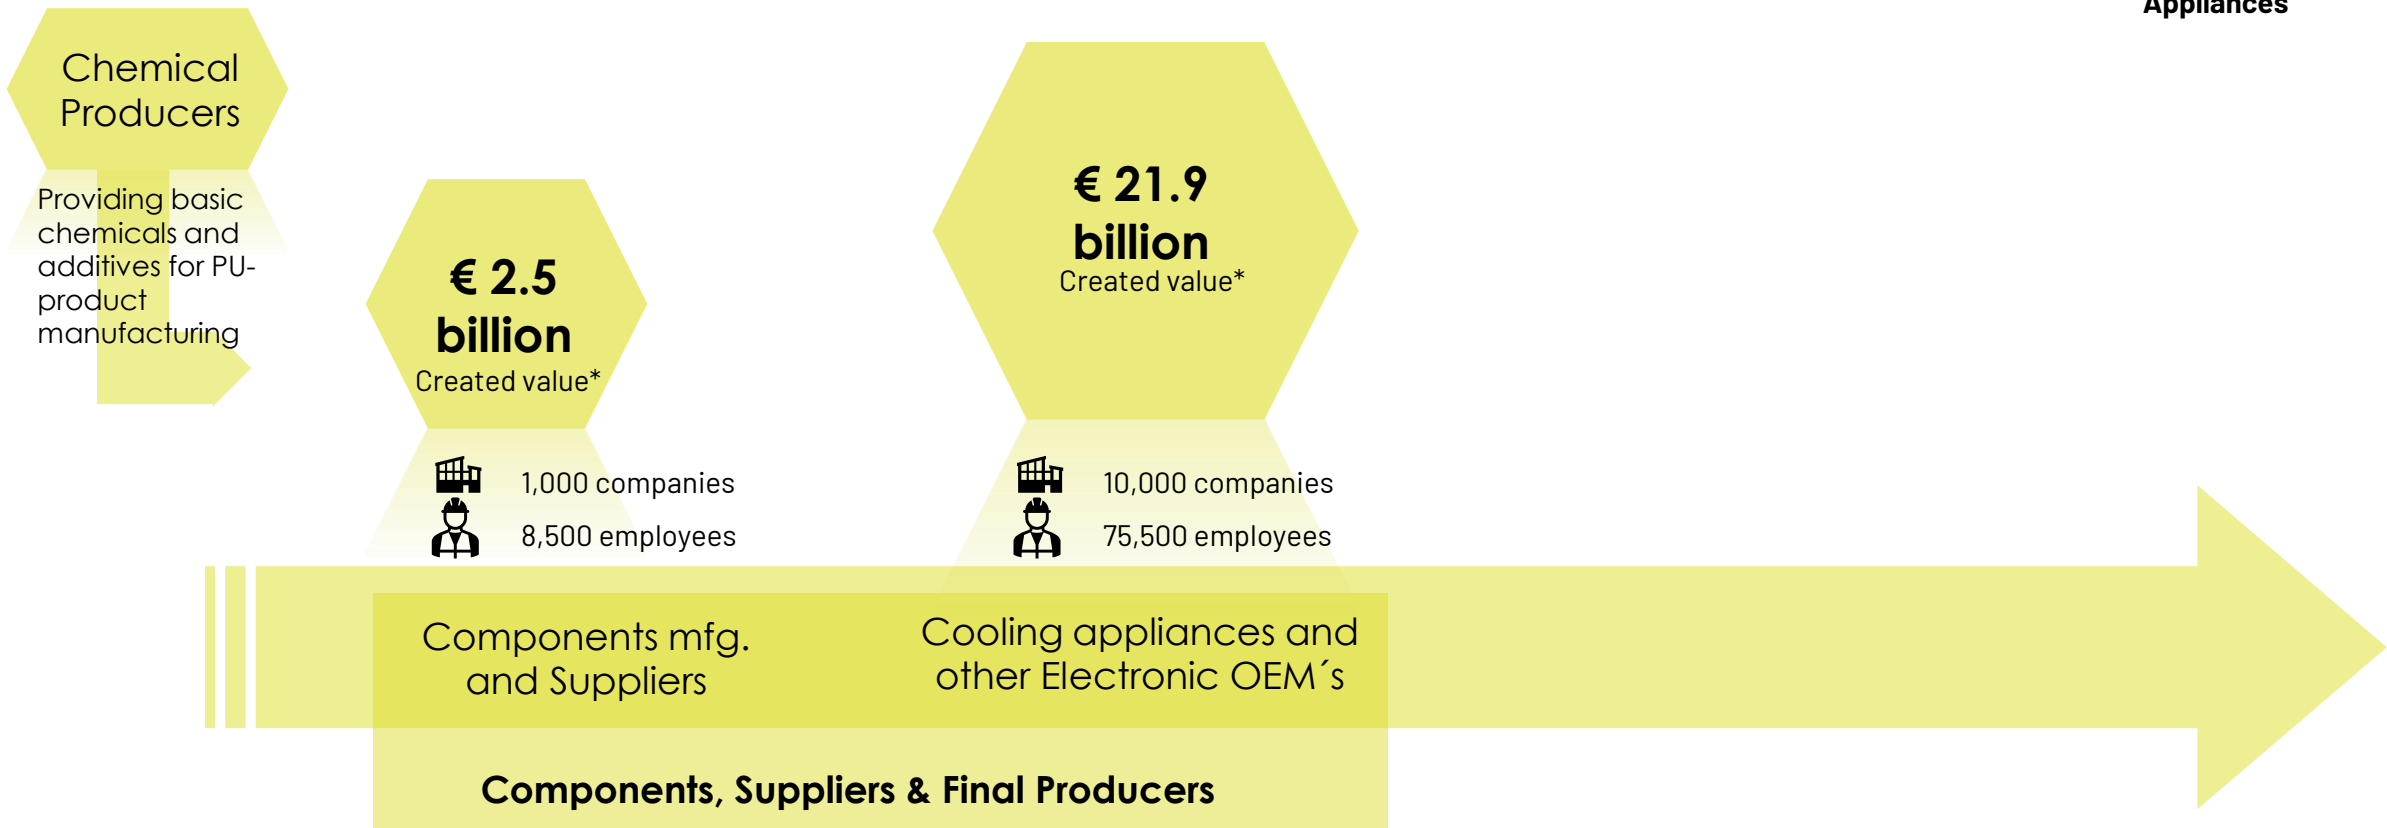 Appliances
Chemical
Producers
Providing basic
chemicals and
additives for PU-
product
manufacturing
€ 2.5
billion
Created value*
1,000 companies
8,500 employees
€ 21.9
billion
Created value*
10,000 companies
75,500 employees
Components mfg.
and Suppliers
Cooling appliances and
other Electronic OEM´s
Components, Suppliers & Final Producers